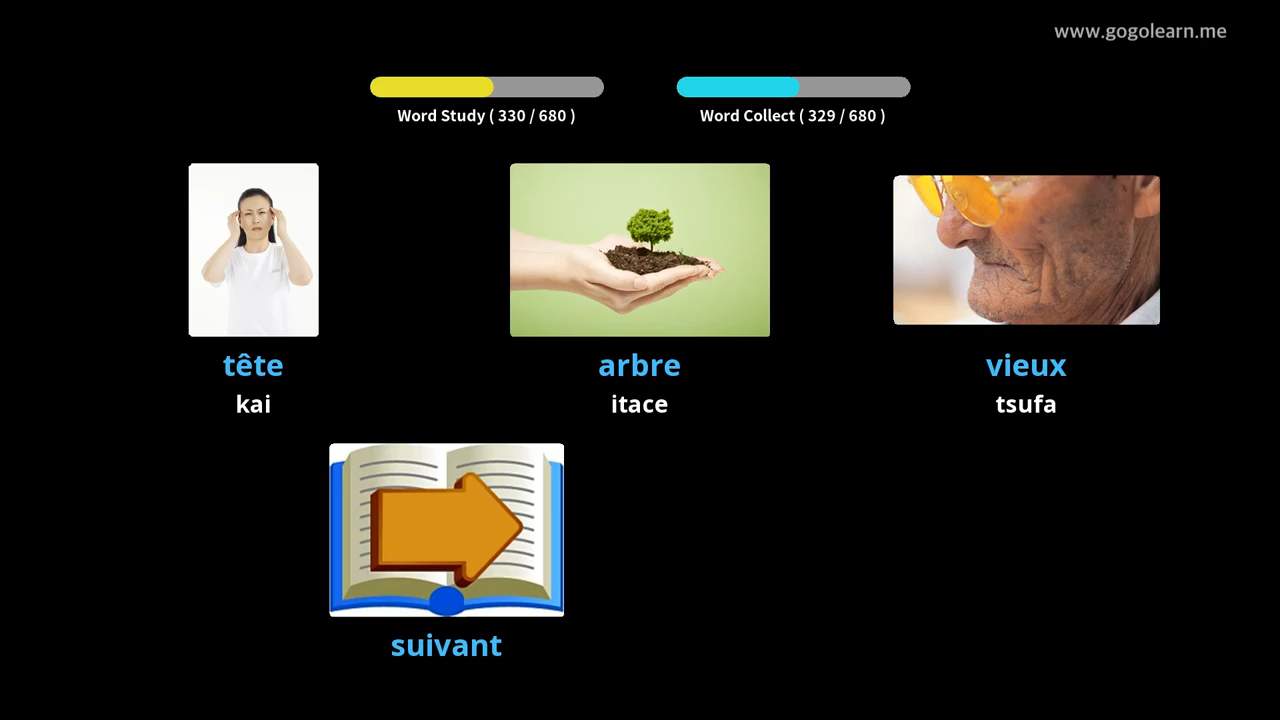 www.gogolearn.me
Word Study ( 330 / 680 )
Word Collect ( 329 / 680 )
tête
kai
arbre
itace
vieux
tsufa
suivant